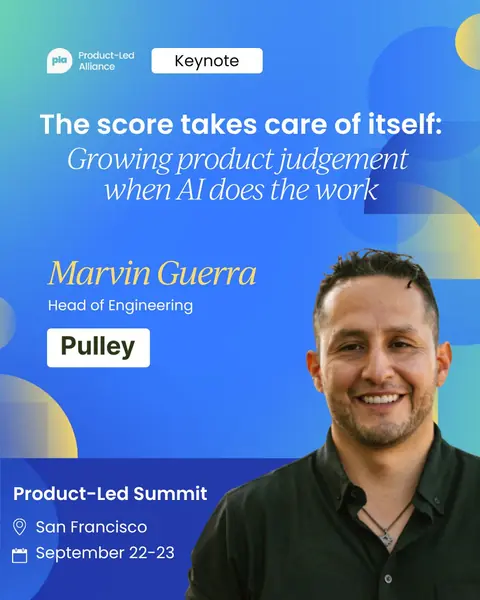 pla
Product-Led
Alliance
Keynote
The score takes care of itself:
Growing product judgement
when AI does the work
Marvin Guerra
Head of Engineering
Pulley
Product-Led Summit
San Francisco
September 22-23